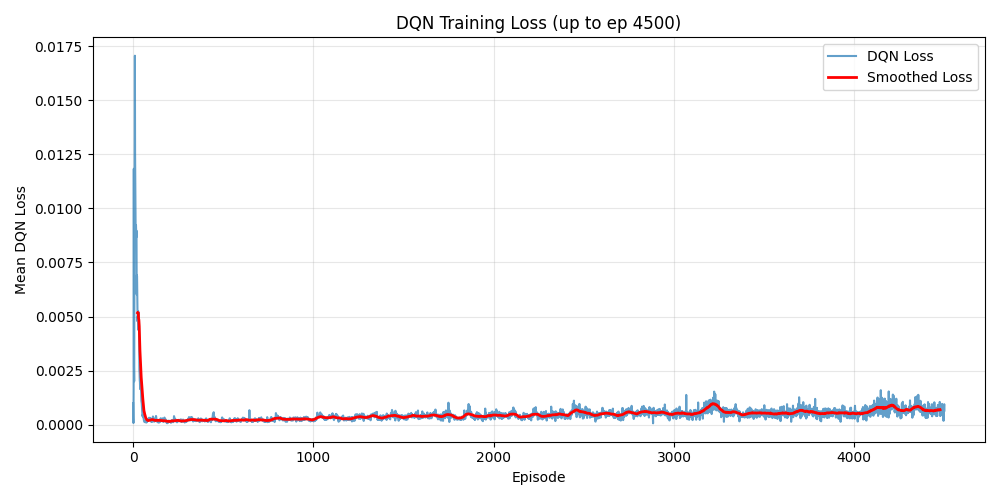 DQN Training Loss (up to ep 4500)
DQN Loss
Smoothed Loss
Mean DQN Loss
0.0175
0.0150
0.0125
0.0100
0.0075
0.0050
0.0025
0.0000
0 1000 2000 3000 4000
Episode